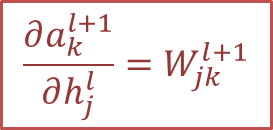 ∂a_k^{l+1} / ∂h_j^l = W_{jk}^{l+1}